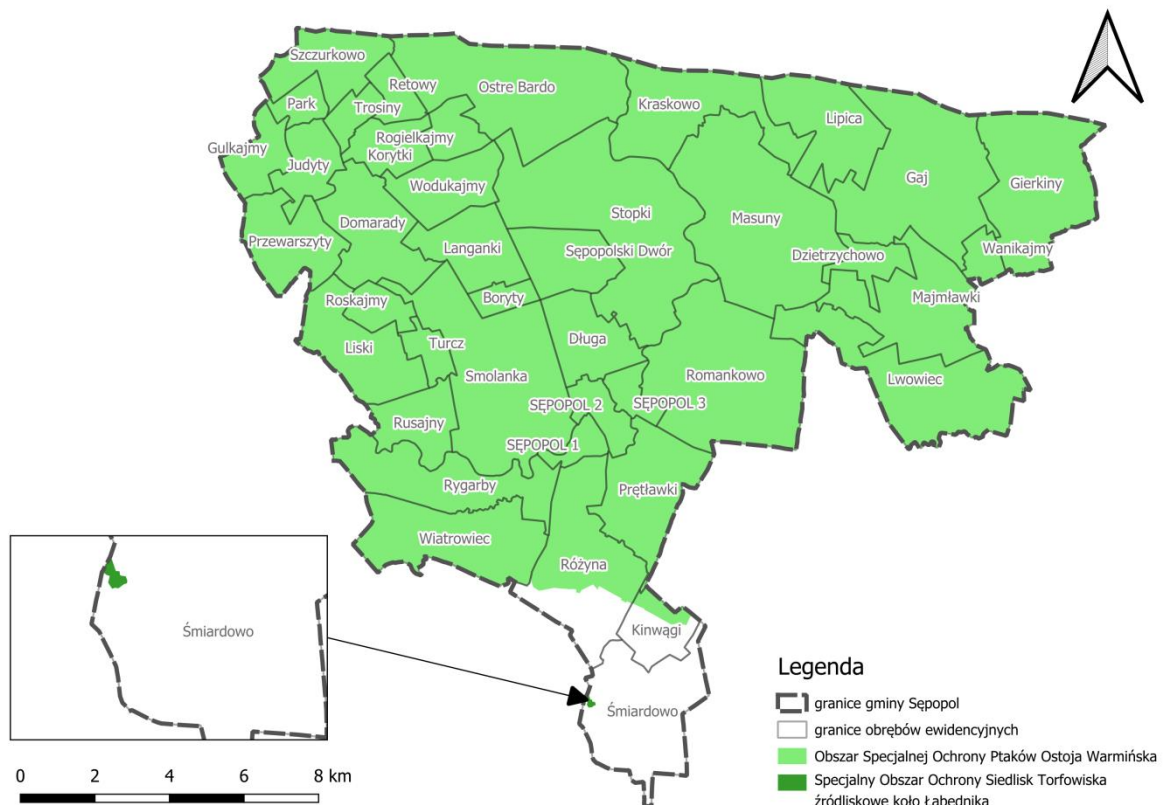 Szczurkowo
Retowy
Ostre Bardo
Park
Trosiny
Kraskowo
Lipica
Gulkajmy
Rogielkajmy
Judyty
Korytki
Wodukajmy
Gaj
Gierkiny
Domarady
Stopki
Masuny
Przewarszyty
Langanki
Sępopolski Dwór
Dzietrzychowo
Wanikajmy
Roskajmy
Boryty
Majmławki
Liski
Turcz
Długa
Smolanka
Romankowo
Lwowiec
Rusajny
SĘPOPOL 2
SĘPOPOL 3
SĘPOPOL 1
Rygarby
Prętławki
Wiatrowiec
Różyna
Kinwągi
Śmiardowo
Śmiardowo
0 2 4 6 8 km
Legenda
granice gminy Sępopol
granice obrębów ewidencyjnych
Obszar Specjalnej Ochrony Ptaków Ostoja Warmińska
Specjalny Obszar Ochrony Siedlisk Torfowiska
źródliskowe koło Łabędnika